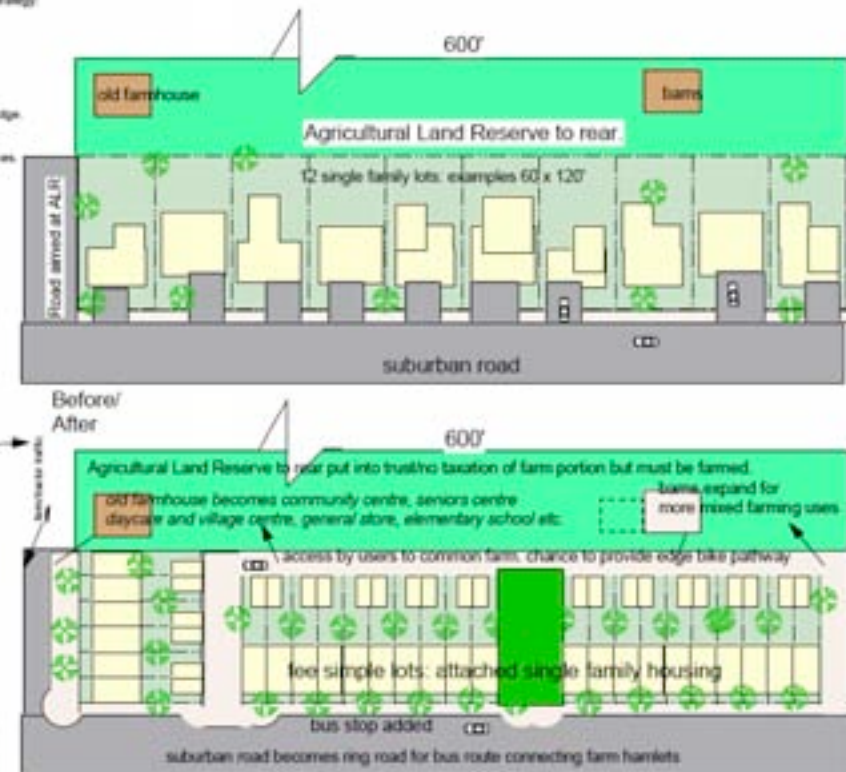 600'
old farmhouse
barns
Agricultural Land Reserve to rear.
12 single family lots: examples 60 x 120'
Road aimed at ALR
suburban road
Before/
After
600'
Agricultural Land Reserve to rear put into trust/no taxation of farm portion but must be farmed.
old farmhouse becomes community centre, seniors centre
daycare and village centre, general store, elementary school etc.
barns expand for
more mixed farming uses
access by users to common farm. chance to provide edge bike pathway
fee simple lots: attached single family housing
bus stop added
suburban road becomes ring road for bus route connecting farm hamlets